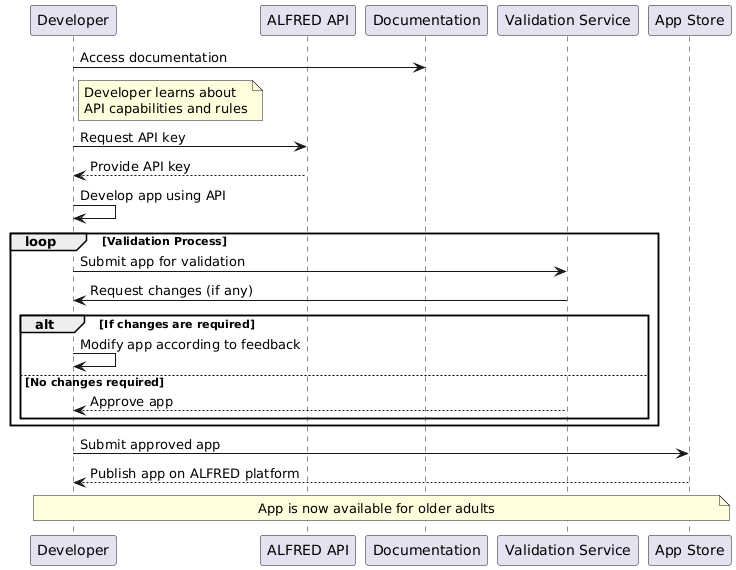 Developer
ALFRED API
Documentation
Validation Service
App Store
Access documentation
Developer learns about
API capabilities and rules
Request API key
Provide API key
Develop app using API
loop
[Validation Process]
Submit app for validation
Request changes (if any)
alt
[If changes are required]
Modify app according to feedback
[No changes required]
Approve app
Submit approved app
Publish app on ALFRED platform
App is now available for older adults
Developer
ALFRED API
Documentation
Validation Service
App Store